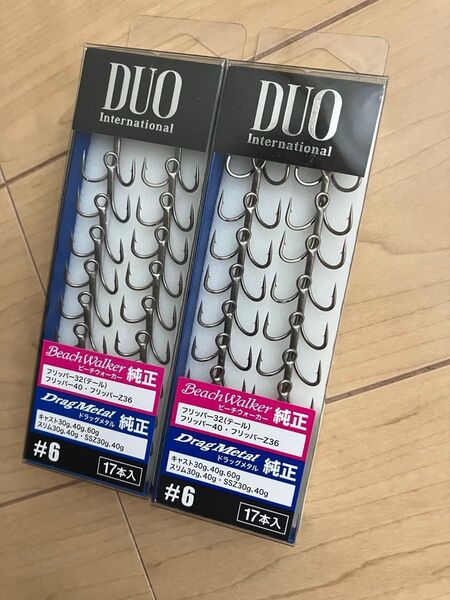 DUO
International
BeachWalker 純正
ビーチウォーカー
フリッパー32(テール)
フリッパー40・フリッパーZ36
DragMetal 純正
ドラッグメタル
キャスト30g、40g、60g
スリム30g、40g・SSZ30g、40g
#6
17本入
DUO
International
BeachWalker 純正
ビーチウォーカー
フリッパー32(テール)
フリッパー40・フリッパーZ36
DragMetal 純正
ドラッグメタル
キャスト30g、40g、60g
スリム30g、40g・SSZ30g、40g
#6
17本入